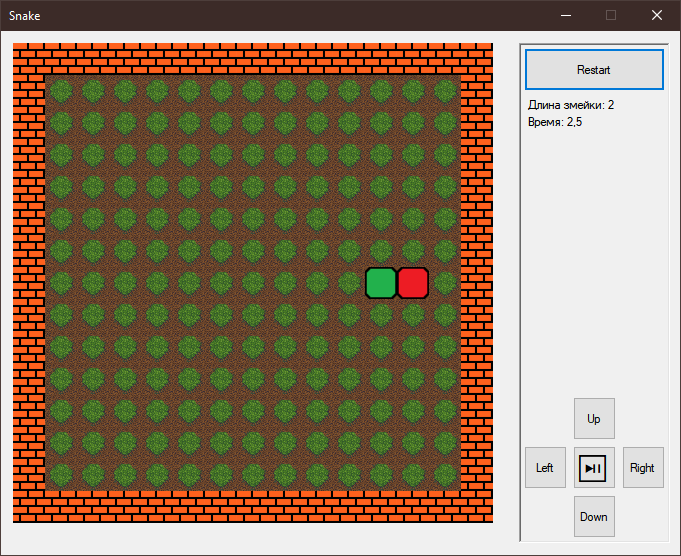 Snake
Restart
Длина змейки: 2
Время: 2,5
Up
Left
Right
Down